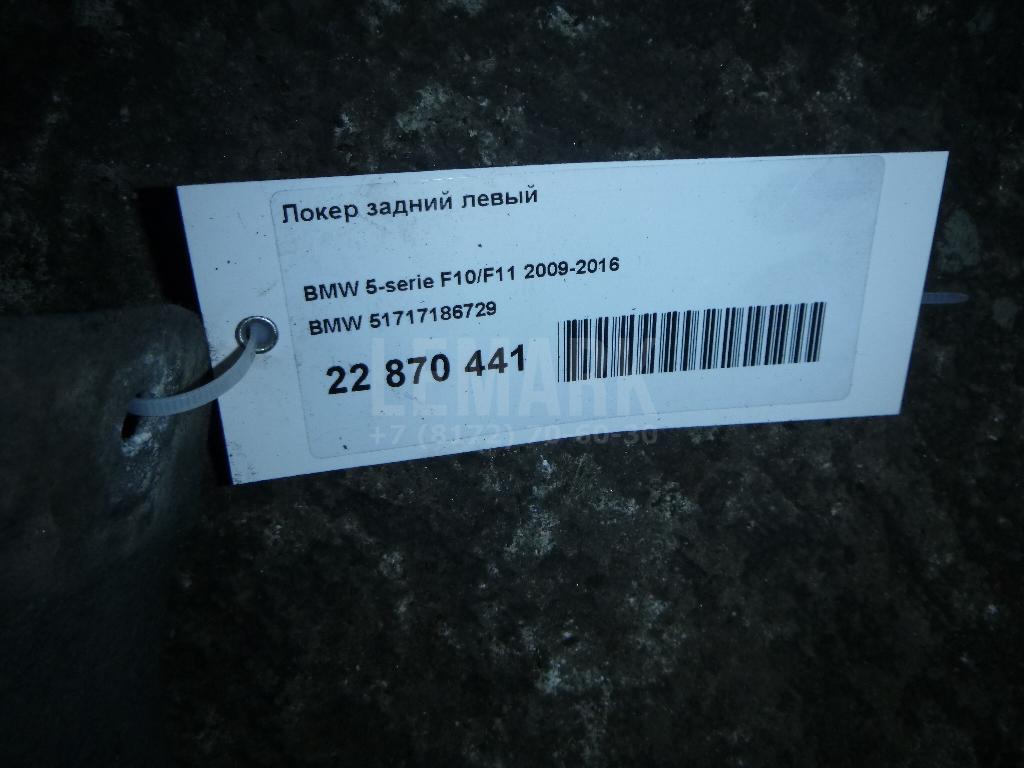 Локер задний левый
BMW 5-serie F10/F11 2009-2016
BMW 51717186729
22 870 441
LEMARK
+7 (8172) 70-60-30